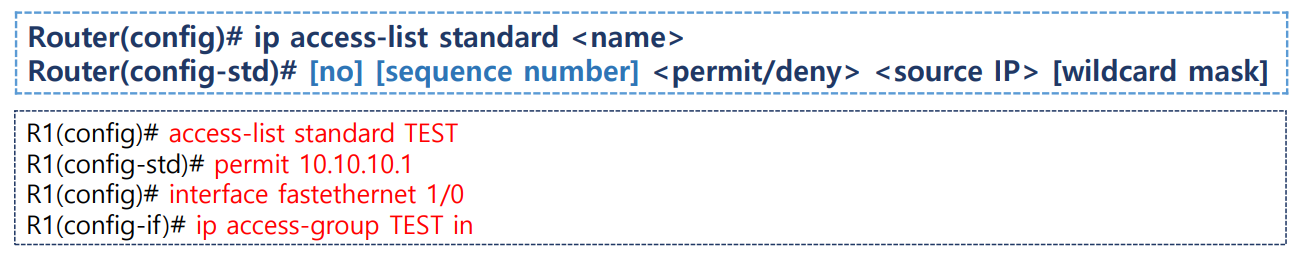 Router(config)# ip access-list standard <name>
Router(config-std)# [no] [sequence number] <permit/deny> <source IP> [wildcard mask]
R1(config)# access-list standard TEST
R1(config-std)# permit 10.10.10.1
R1(config)# interface fastethernet 1/0
R1(config-if)# ip access-group TEST in